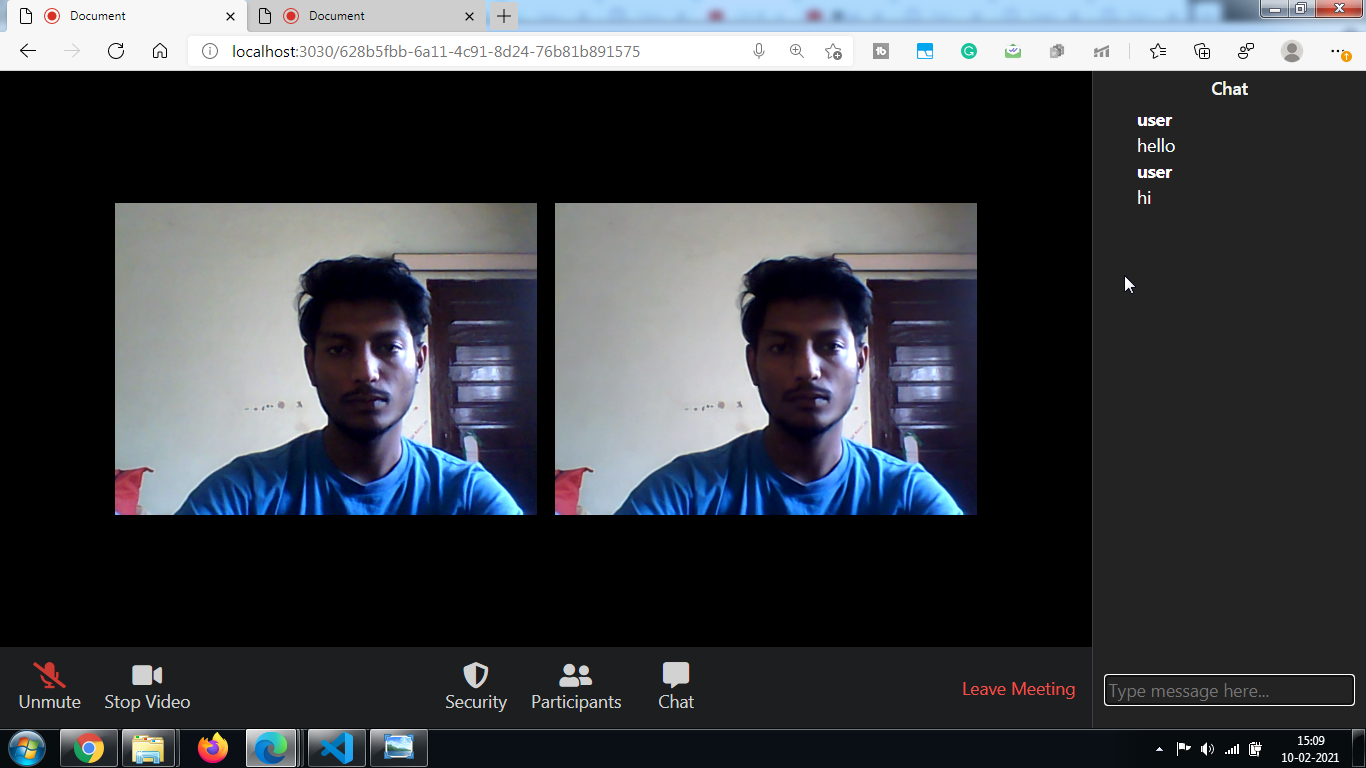 Document
Document
localhost:3030/628b5fbb-6a11-4c91-8d24-76b81b891575
Chat
user
hello
user
hi
Unmute
Stop Video
Security
Participants
Chat
Leave Meeting
Type message here...
15:09
10-02-2021